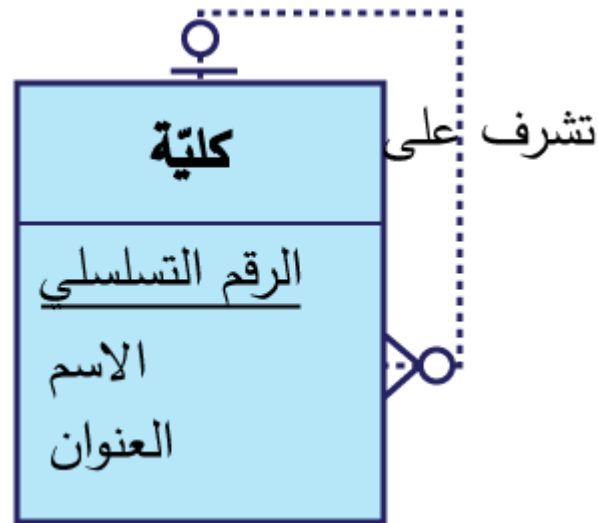 كليّة
تشرف على
الرقم التسلسلي
الاسم
العنوان